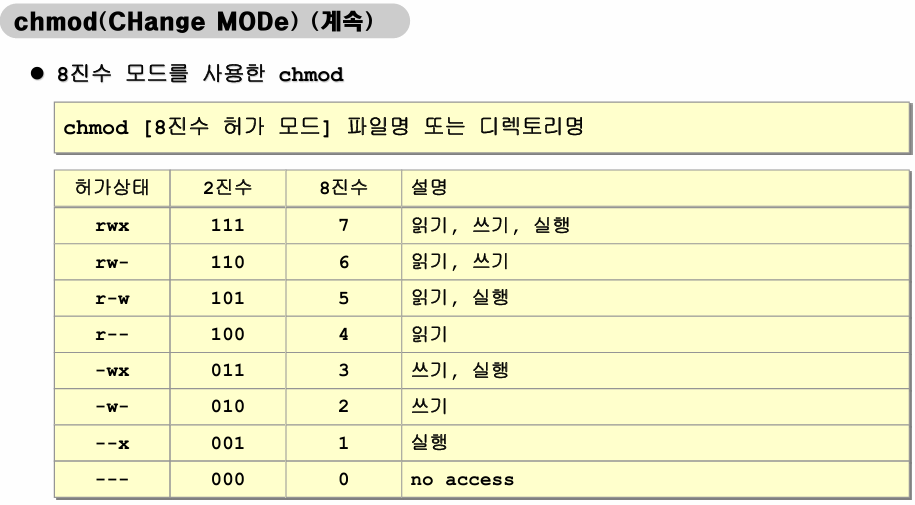 chmod(CHange MODe) (계속)
● 8진수 모드를 사용한 chmod
chmod [8진수 허가 모드] 파일명 또는 디렉토리명
허가상태 2진수 8진수 설명
rwx 111 7 읽기, 쓰기, 실행
rw- 110 6 읽기, 쓰기
r-w 101 5 읽기, 실행
r-- 100 4 읽기
-wx 011 3 쓰기, 실행
-w- 010 2 쓰기
--x 001 1 실행
--- 000 0 no access